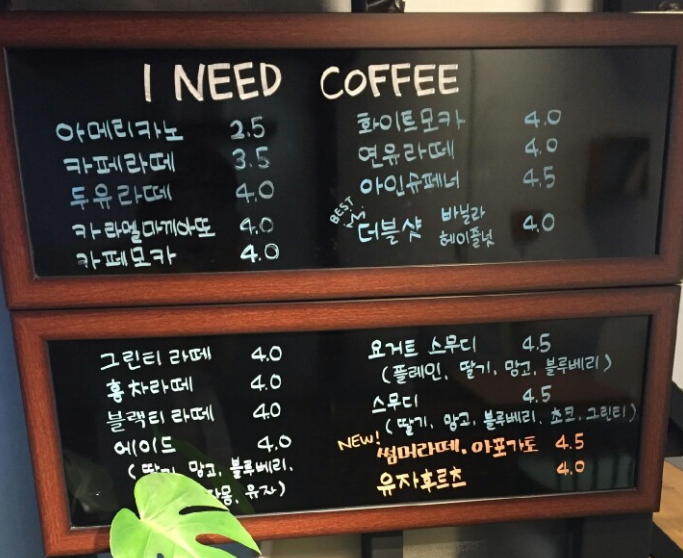 I NEED COFFEE
아메리카노 2.5
카페라떼 3.5
두유라떼 4.0
카라멜마끼아또 4.0
카페모카 4.0
화이트모카 4.0
연유라떼 4.0
아인슈페너 4.5
BEST 더블샷 바닐라 헤이즐넛 4.0
그린티라떼 4.0
홍차라떼 4.0
블랙티라떼 4.0
에이드 4.0
(딸기, 망고, 블루베리,
자몽, 유자)
요거트 스무디 4.5
(플레인, 딸기, 망고, 블루베리)
스무디 4.5
(딸기, 망고, 블루베리, 쵸코, 그린티)
NEW! 썸머라떼, 아포가토 4.5
유자후르츠 4.0